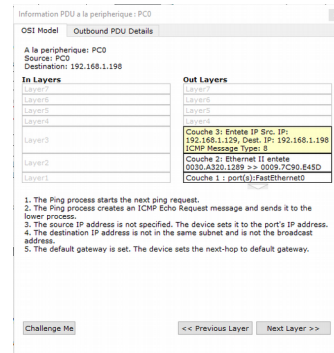 Information PDU a la peripherique : PC0
OSI Model Outbound PDU Details
A la peripherique: PC0
Source: PC0
Destination: 192.168.1.198
In Layers Out Layers
Layer7 Layer7
Layer6 Layer6
Layer5 Layer5
Layer4 Layer4
Layer3 Couche 3: Entete IP Src. IP:
192.168.1.129, Dest. IP: 192.168.1.198
ICMP Message Type: 8
Layer2 Couche 2: Ethernet II entete
0030.A320.1289 >> 0009.7C90.E45D
Layer1 Couche 1 : port(s):FastEthernet0
1. The Ping process starts the next ping request.
2. The Ping process creates an ICMP Echo Request message and sends it to the
lower process.
3. The source IP address is not specified. The device sets it to the port's IP address.
4. The destination IP address is not in the same subnet and is not the broadcast
address.
5. The default gateway is set. The device sets the next-hop to default gateway.
Challenge Me << Previous Layer Next Layer >>